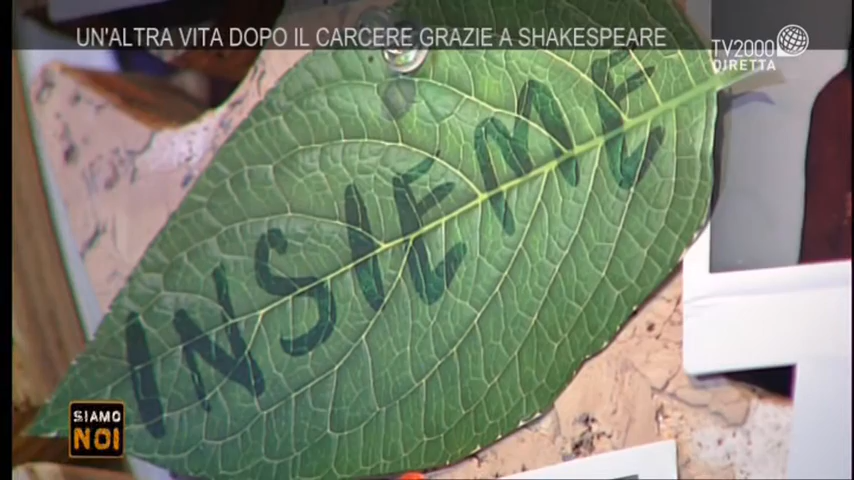 UN'ALTRA VITA DOPO IL CARCERE GRAZIE A SHAKESPEARE
TV2000
DIRETTA
INSIEME
SIAMO
NOI